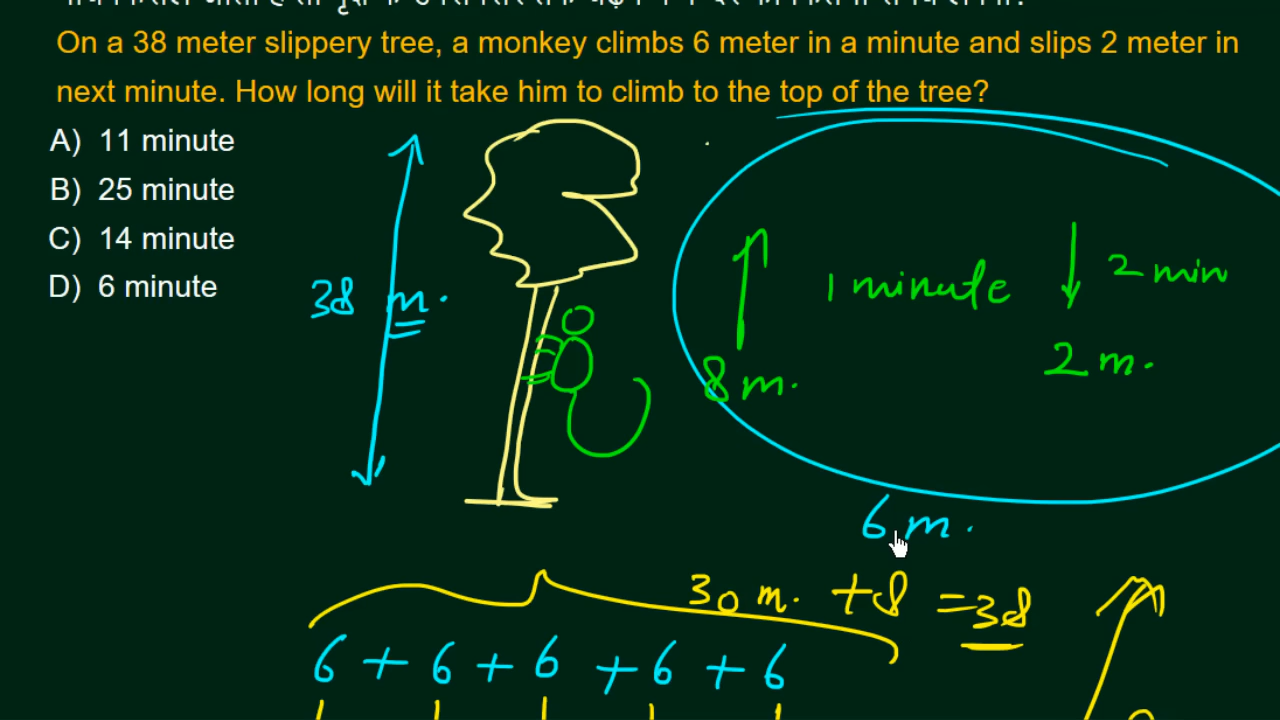 On a 38 meter slippery tree, a monkey climbs 6 meter in a minute and slips 2 meter in
next minute. How long will it take him to climb to the top of the tree?
A) 11 minute
B) 25 minute
C) 14 minute
D) 6 minute
38 m.
1 minute
2 min
8 m.
2 m.
6 m.
30 m. +8 =38
6 + 6 + 6 + 6 + 6